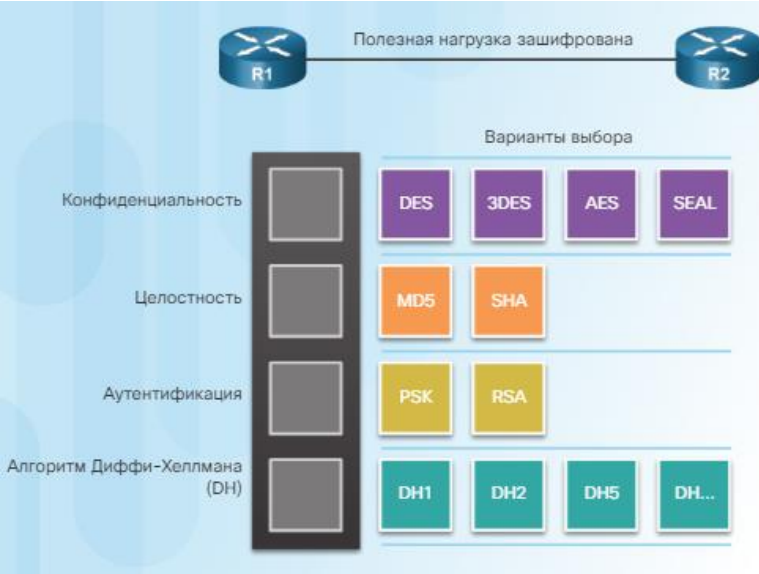 Полезная нагрузка зашифрована
R1
R2
Варианты выбора
Конфиденциальность
DES 3DES AES SEAL
Целостность
MD5 SHA
Аутентификация
PSK RSA
Алгоритм Диффи-Хеллмана
(DH)
DH1 DH2 DH5 DH...